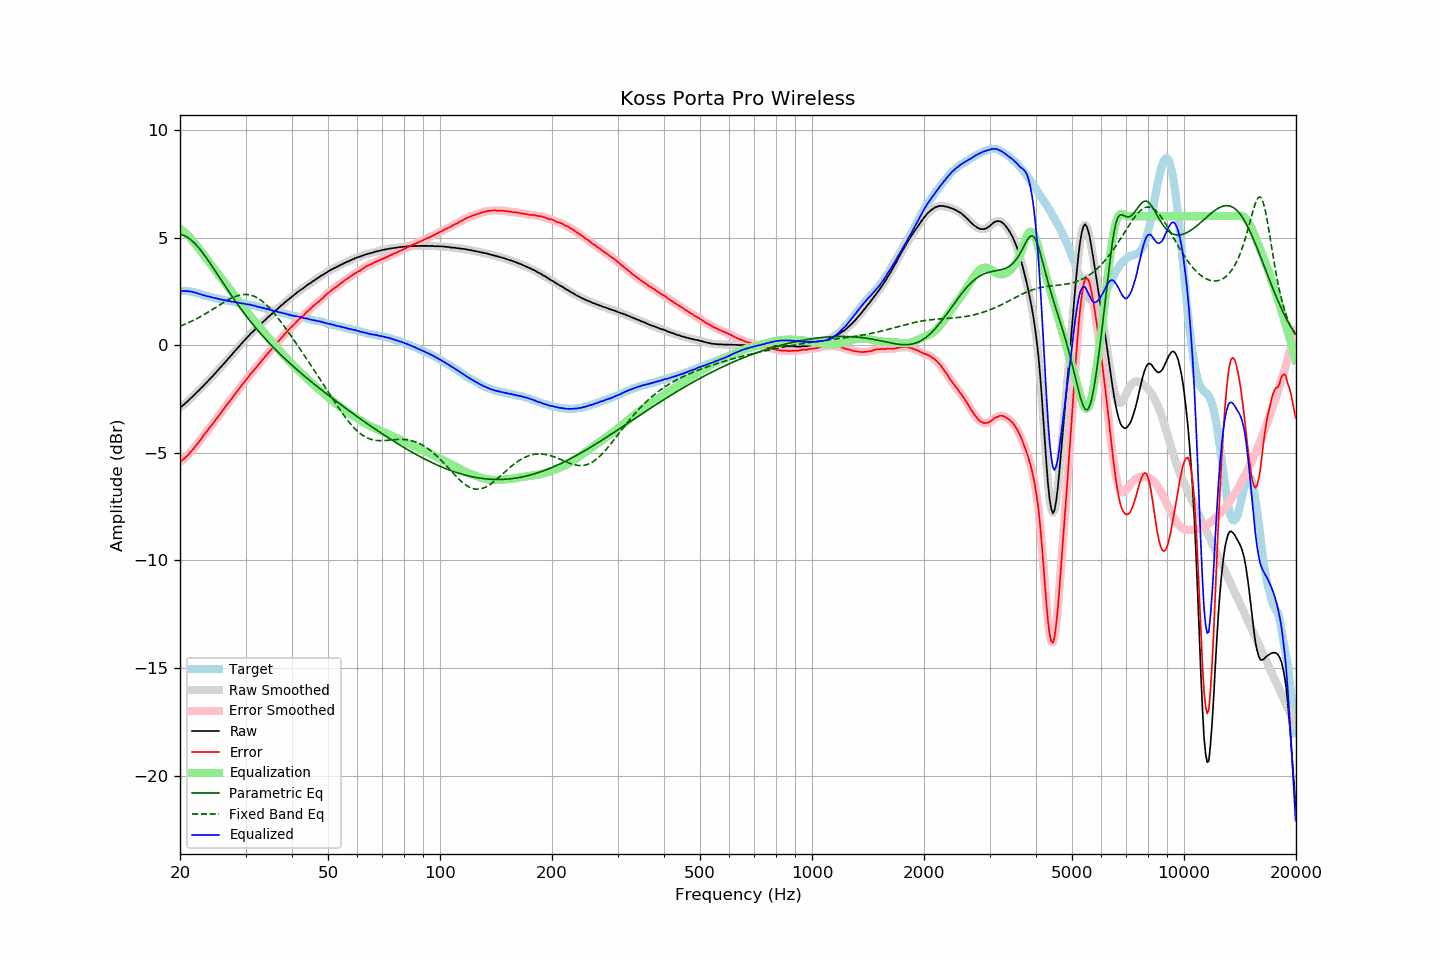 Koss Porta Pro Wireless
10
5
0
−5
−10
−15
−20
Amplitude (dBr)
Target
Raw Smoothed
Error Smoothed
Raw
Error
Equalization
Parametric Eq
Fixed Band Eq
Equalized
20 50 100 200 500 1000 2000 5000 10000 20000
Frequency (Hz)